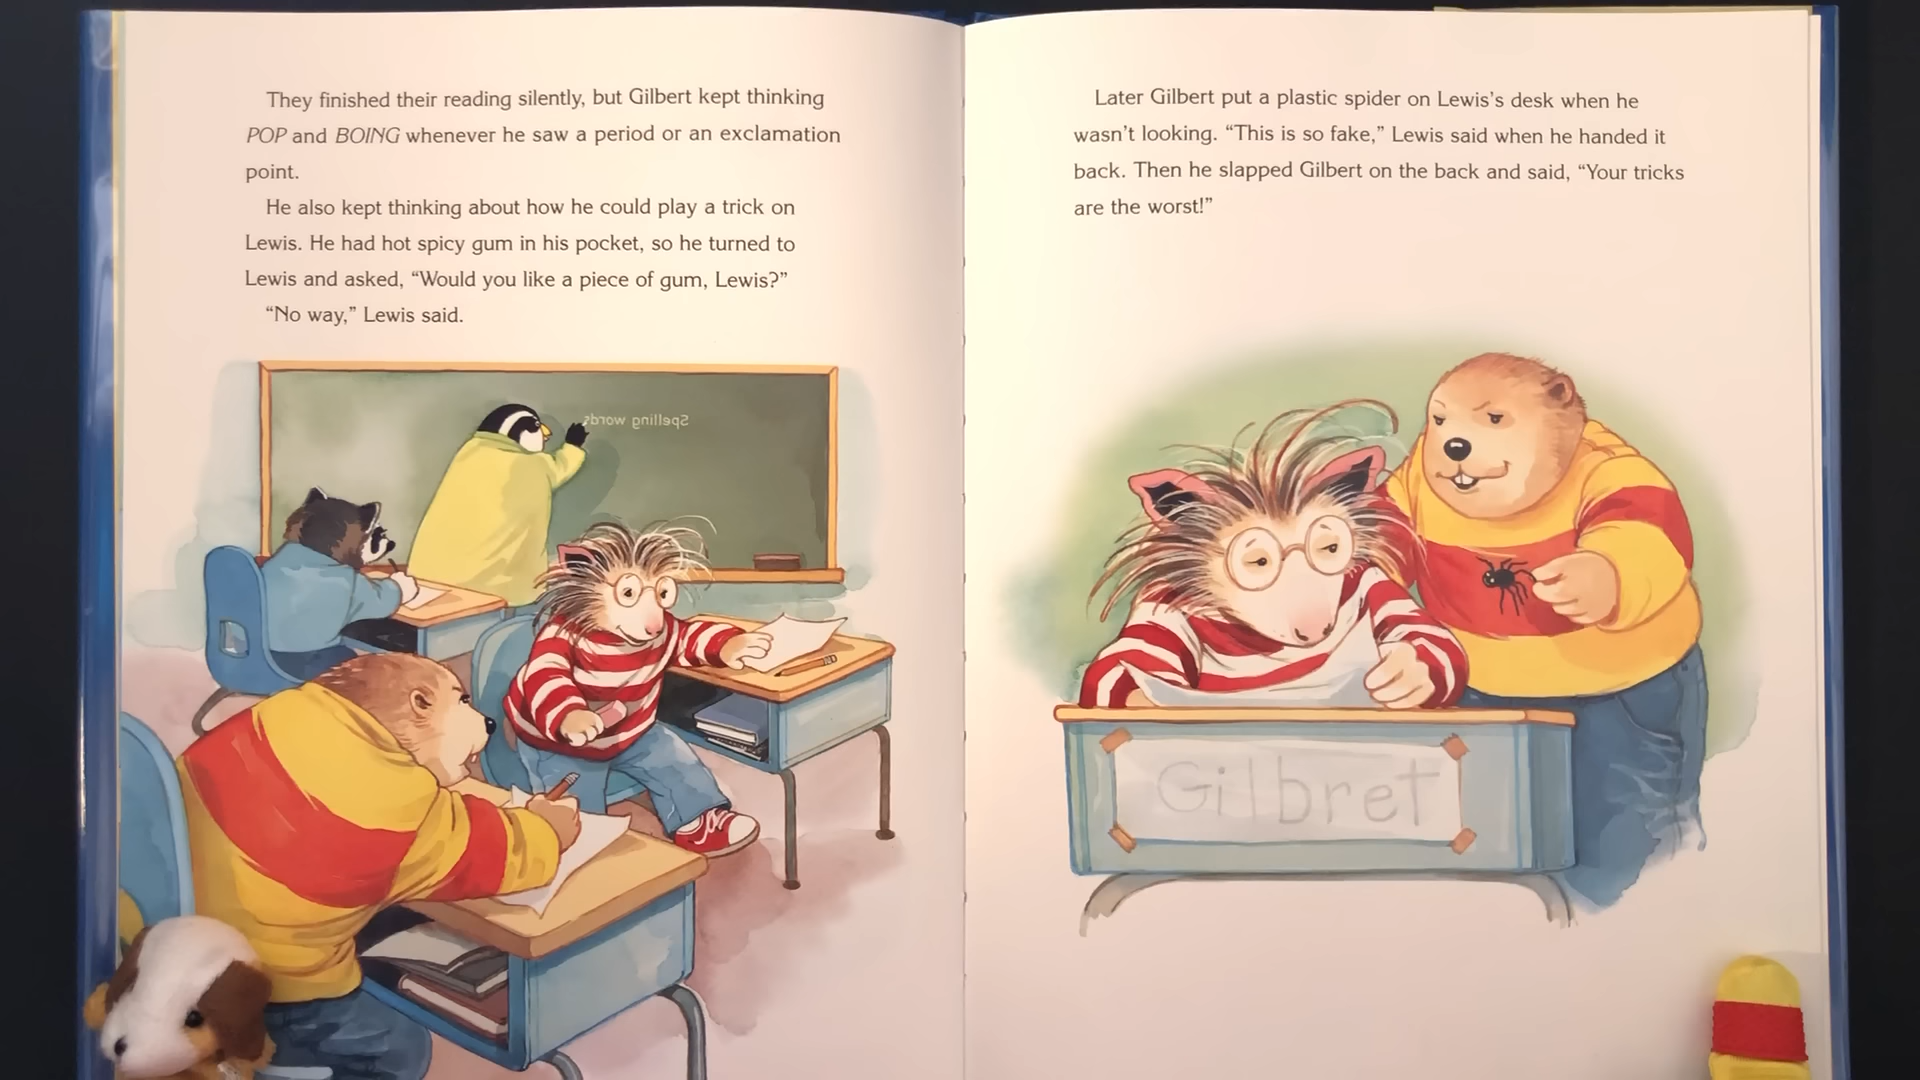 They finished their reading silently, but Gilbert kept thinking
POP and BOING whenever he saw a period or an exclamation
point.
He also kept thinking about how he could play a trick on
Lewis. He had hot spicy gum in his pocket, so he turned to
Lewis and asked, “Would you like a piece of gum, Lewis?”
“No way,” Lewis said.
Spelling words
Later Gilbert put a plastic spider on Lewis’s desk when he
wasn’t looking. “This is so fake,” Lewis said when he handed it
back. Then he slapped Gilbert on the back and said, “Your tricks
are the worst!”
Gilbret